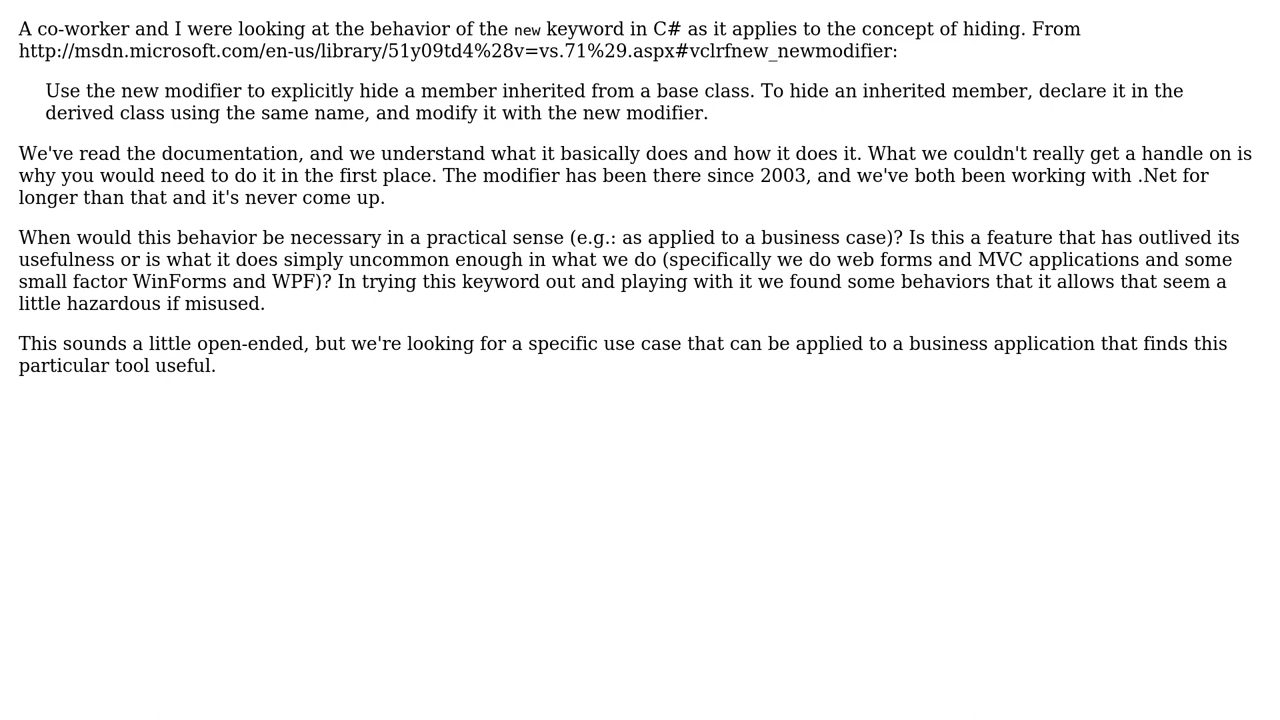 A co-worker and I were looking at the behavior of the new keyword in C# as it applies to the concept of hiding. From
http://msdn.microsoft.com/en-us/library/51y09td4%28v=vs.71%29.aspx#vclrfnew_newmodifier:
Use the new modifier to explicitly hide a member inherited from a base class. To hide an inherited member, declare it in the
derived class using the same name, and modify it with the new modifier.
We've read the documentation, and we understand what it basically does and how it does it. What we couldn't really get a handle on is
why you would need to do it in the first place. The modifier has been there since 2003, and we've both been working with .Net for
longer than that and it's never come up.
When would this behavior be necessary in a practical sense (e.g.: as applied to a business case)? Is this a feature that has outlived its
usefulness or is what it does simply uncommon enough in what we do (specifically we do web forms and MVC applications and some
small factor WinForms and WPF)? In trying this keyword out and playing with it we found some behaviors that it allows that seem a
little hazardous if misused.
This sounds a little open-ended, but we're looking for a specific use case that can be applied to a business application that finds this
particular tool useful.